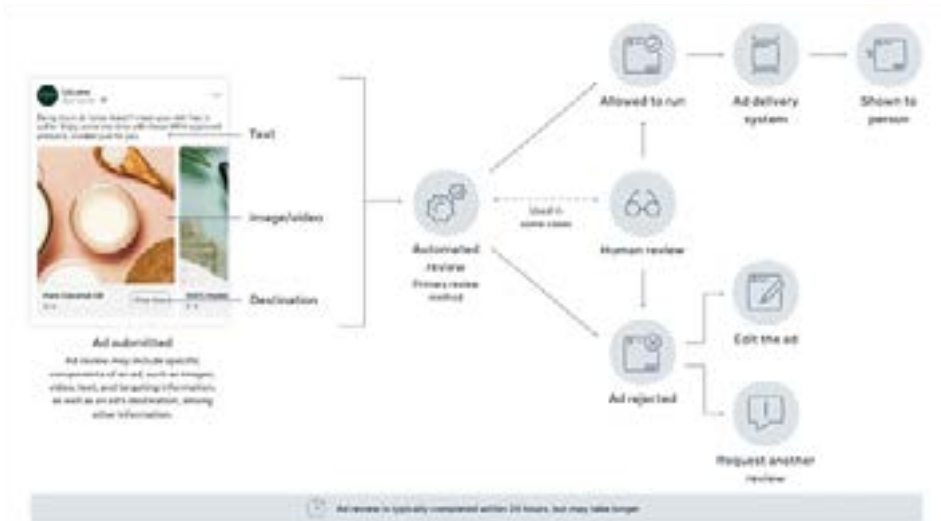 Text
Image/video
Destination
Ad submitted
Ad review may include specific
components of an ad, such as images,
video, text, and targeting information,
as well as an ad's destination, among
other information.
Automated
review
Primary review
method
Used in
some cases
Human review
Allowed to run
Ad delivery
system
Shown to
person
Ad rejected
Edit the ad
Request another
review
Ad review is typically completed within 24 hours, but may take longer